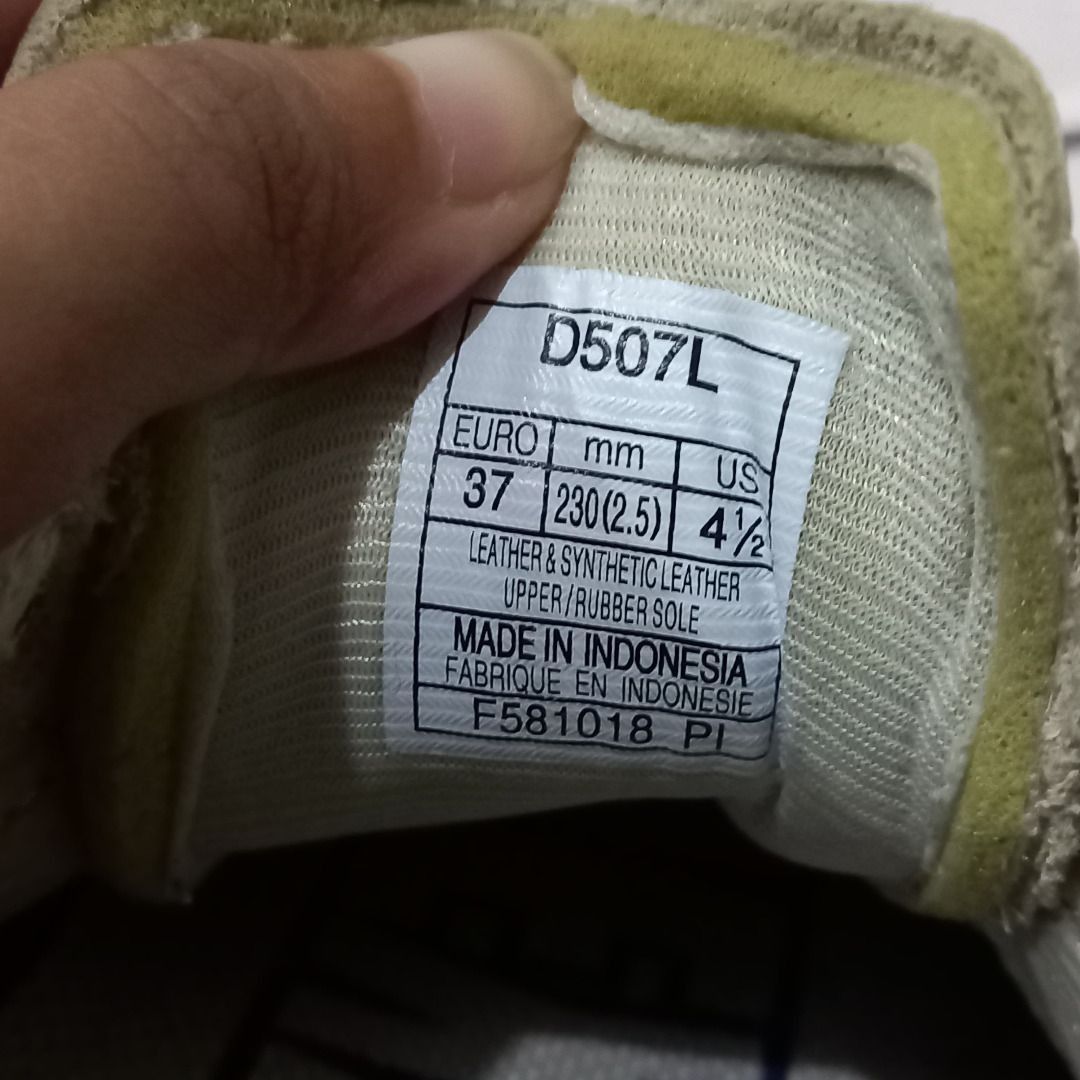 D507L
EURO mm US
37 230(2.5) 4½
LEATHER & SYNTHETIC LEATHER
UPPER/RUBBER SOLE
MADE IN INDONESIA
FABRIQUE EN INDONESIE
F581018 PI